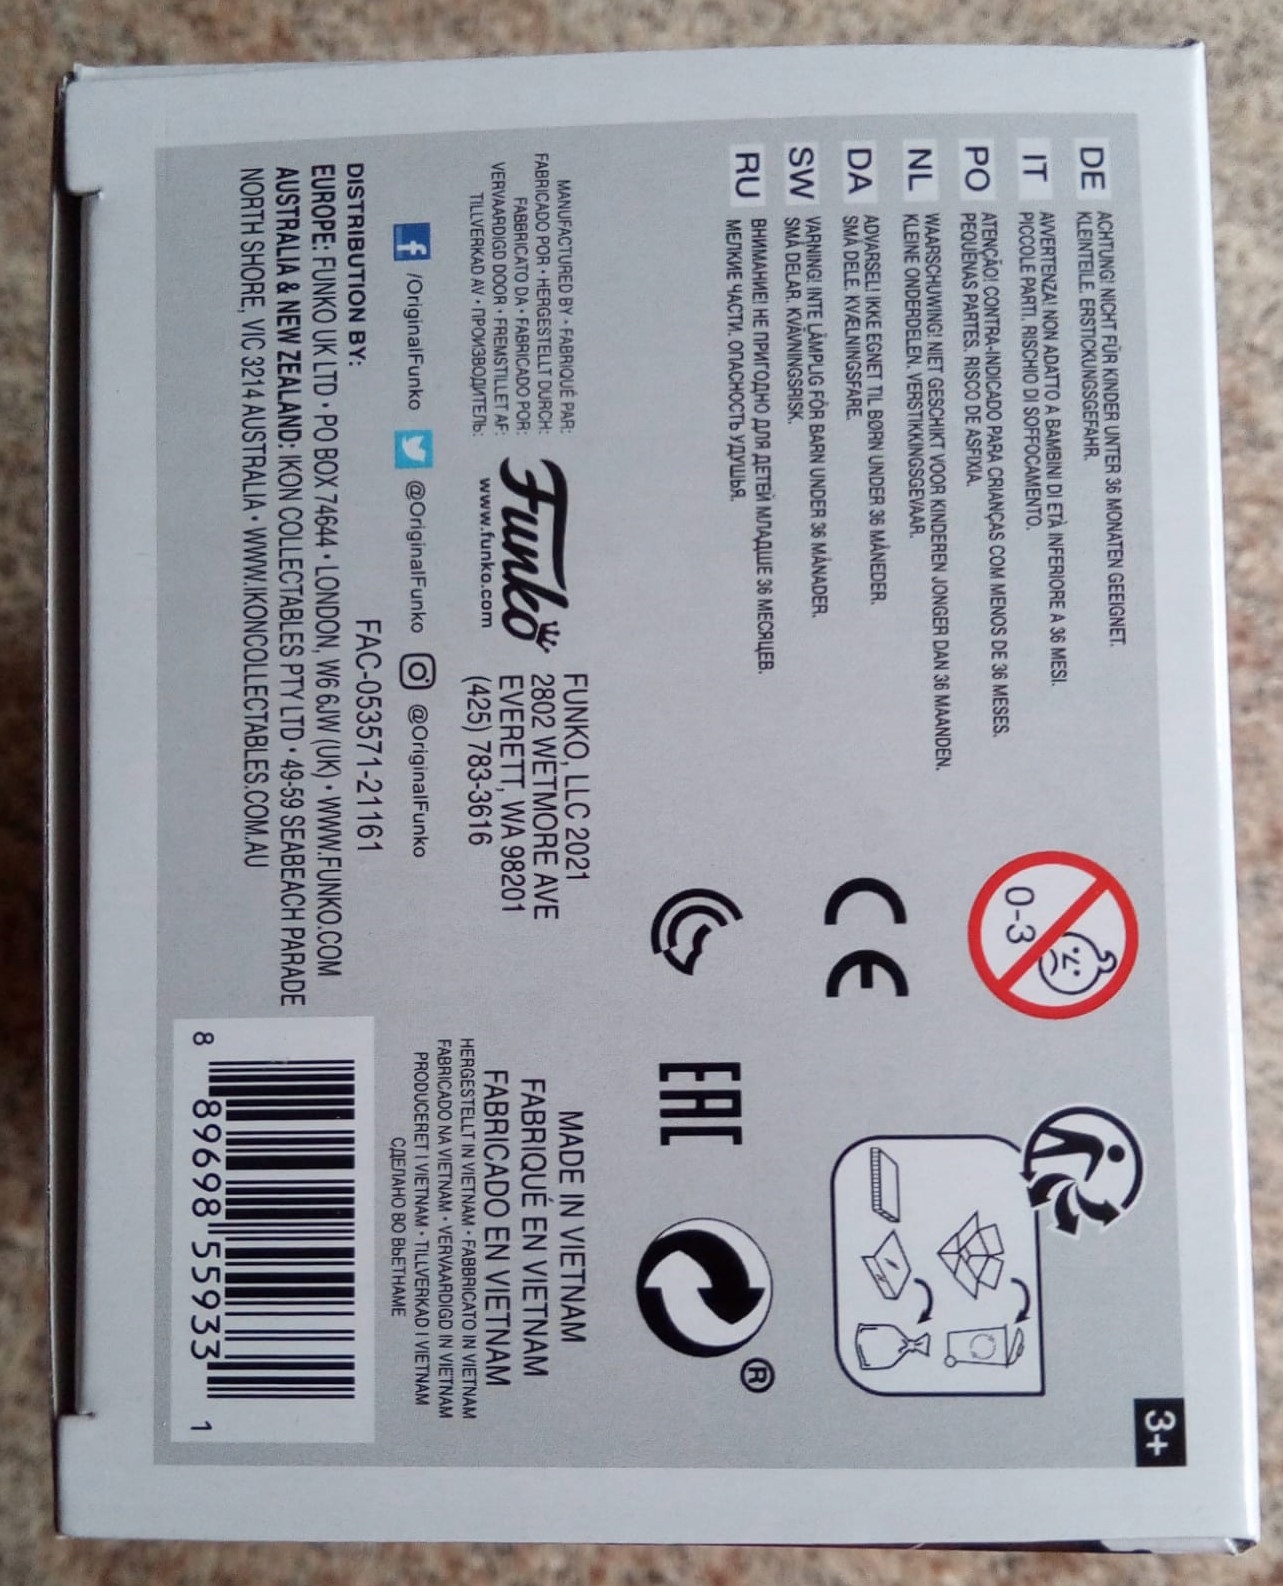 3+
DE
ACHTUNG! NICHT FÜR KINDER UNTER 36 MONATEN GEEIGNET.
KLEINTEILE. ERSTICKUNGSGEFAHR.
IT
AVVERTENZA! NON ADATTO A BAMBINI DI ETÀ INFERIORE A 36 MESI.
PICCOLE PARTI. RISCHIO DI SOFFOCAMENTO.
PO
ATENÇÃO! CONTRA-INDICADO PARA CRIANÇAS COM MENOS DE 36 MESES.
PEQUENAS PARTES. RISCO DE ASFIXIA.
NL
WAARSCHUWING! NIET GESCHIKT VOOR KINDEREN JONGER DAN 36 MAANDEN.
KLEINE ONDERDELEN. VERSTIKKINGSGEVAAR.
DA
ADVARSEL! IKKE EGNET TIL BØRN UNDER 36 MÅNEDER.
SMÅ DELE. KVÆLNINGSFARE.
SW
VARNING! INTE LÄMPLIG FÖR BARN UNDER 36 MÅNADER.
SMÅ DELAR. KVÄVNINGSRISK.
RU
ВНИМАНИЕ! НЕ ПРИГОДНО ДЛЯ ДЕТЕЙ МЛАДШЕ 36 МЕСЯЦЕВ.
МЕЛКИЕ ЧАСТИ. ОПАСНОСТЬ УДУШЬЯ.
0-3
CE
EAC
®
MANUFACTURED BY • FABRIQUÉ PAR:
FABRICADO POR • HERGESTELLT DURCH:
FABBRICATO DA • FABRICADO POR:
VERVAARDIGD DOOR • FREMSTILLET AF:
TILLVERKAD AV • ПРОИЗВОДИТЕЛЬ:
Funko
www.funko.com
FUNKO, LLC 2021
2802 WETMORE AVE
EVERETT, WA 98201
(425) 783-3616
MADE IN VIETNAM
FABRIQUÉ EN VIETNAM
FABRICADO EN VIETNAM
HERGESTELLT IN VIETNAM • FABBRICATO IN VIETNAM
FABRICADO NA VIETNAM • VERVAARDIGD IN VIETNAM
PRODUCERET I VIETNAM • TILLVERKAD I VIETNAM
СДЕЛАНО ВО ВЬЕТНАМЕ
f /OriginalFunko @OriginalFunko @OriginalFunko
FAC-053571-21161
DISTRIBUTION BY:
EUROPE: FUNKO UK LTD • PO BOX 74644 • LONDON, W6 6JW (UK) • WWW.FUNKO.COM
AUSTRALIA & NEW ZEALAND: IKON COLLECTABLES PTY LTD • 49-59 SEABEACH PARADE
NORTH SHORE, VIC 3214 AUSTRALIA • WWW.IKONCOLLECTABLES.COM.AU
8 89698 55933 1